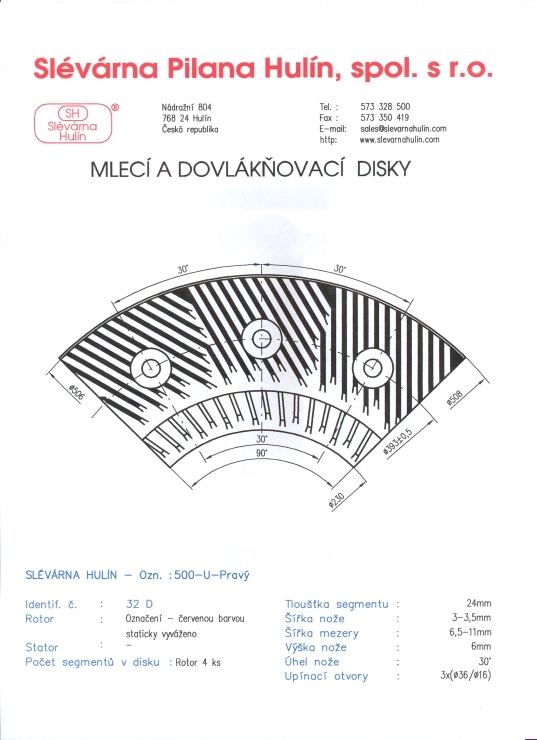 Slévárna Pilana Hulín, spol. s r.o.
SH
Slévárna
Hulín
®
Nádražní 804
768 24 Hulín
Česká republika
Tel. : 573 328 500
Fax : 573 350 419
E-mail: sales@slevarnahulin.com
http: www.slevarnahulin.com
MLECÍ A DOVLÁKŇOVACÍ DISKY
30°
30°
ø506
ø508
ø393±0,5
30°
90°
ø230
SLÉVÁRNA HULÍN – Ozn. : 500–U–Pravý
Identif. č. : 32 D
Rotor : Označení – červenou barvou
staticky vyváženo
Stator : –
Počet segmentů v disku : Rotor 4 ks
Tloušťka segmentu : 24mm
Šířka nože : 3–3,5mm
Šířka mezery : 6,5–11mm
Výška nože : 6mm
Úhel nože : 30°
Upínací otvory : 3x(ø36/ø16)